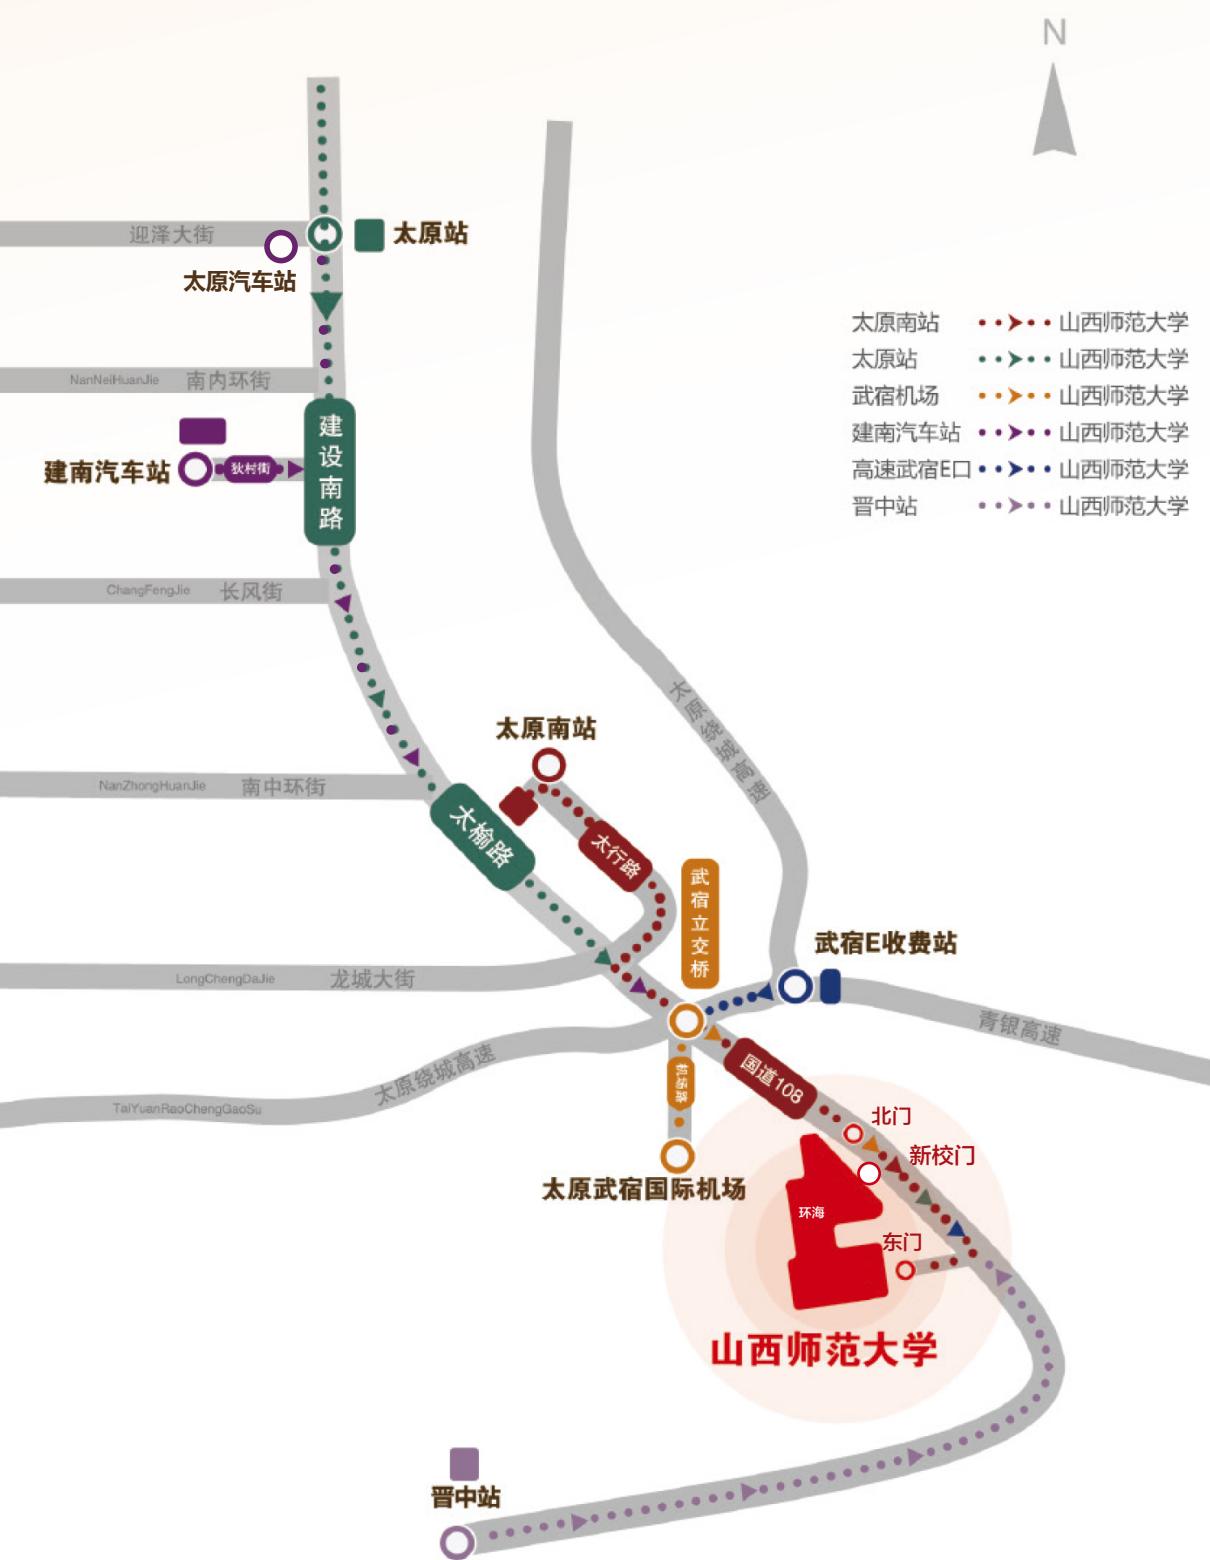 N
迎泽大街
太原站
太原汽车站
太原南站 山西师范大学
太原站 山西师范大学
武宿机场 山西师范大学
建南汽车站 山西师范大学
高速武宿E口 山西师范大学
晋中站 山西师范大学
NanNeiHuanJie 南内环街
建设南路
建南汽车站
狄村街
ChangFengJie 长风街
太原绕城高速
太原南站
NanZhongHuanJie 南中环街
太榆路
太行路
武宿立交桥
武宿E收费站
LongChengDaJie 龙城大街
青银高速
太原绕城高速
TaiYuanRaoChengGaoSu
机场路
国道108
北门
新校门
太原武宿国际机场
环海
东门
山西师范大学
晋中站